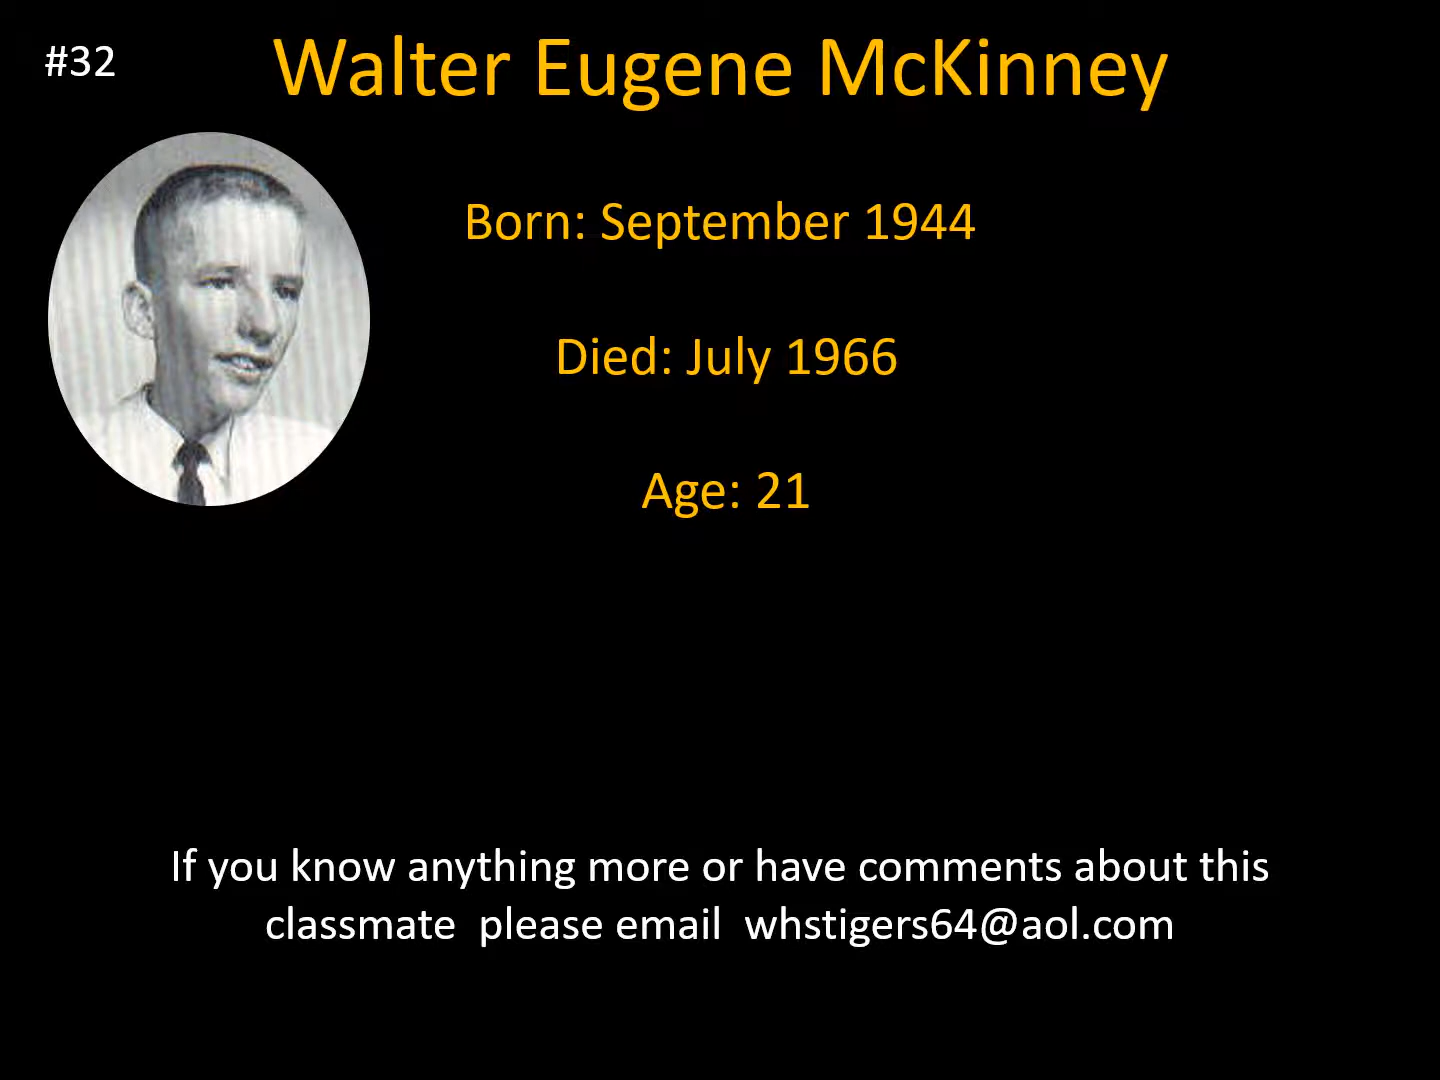 #32
Walter Eugene McKinney
Born: September 1944
Died: July 1966
Age: 21
If you know anything more or have comments about this
classmate  please email  whstigers64@aol.com